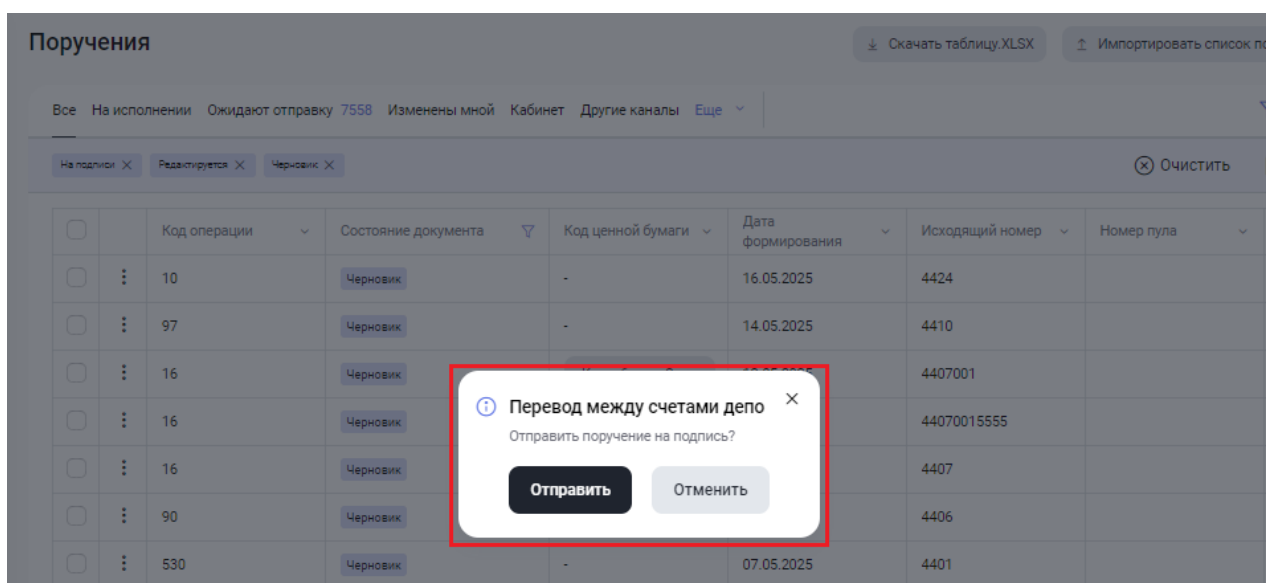 Поручения
Скачать таблицу.XLSX
Импортировать список
Все На исполнении Ожидают отправку 7558 Изменены мной Кабинет Другие каналы Еще
На подписи Редактируется Черновик
Очистить
Код операции Состояние документа Код ценной бумаги Дата формирования Исходящий номер Номер пула
10 Черновик - 16.05.2025 4424
97 Черновик - 14.05.2025 4410
16 Черновик 4407001
16 Черновик 44070015555
16 Черновик 4407
90 Черновик 4406
530 Черновик - 07.05.2025 4401
Перевод между счетами депо
Отправить поручение на подпись?
Отправить Отменить